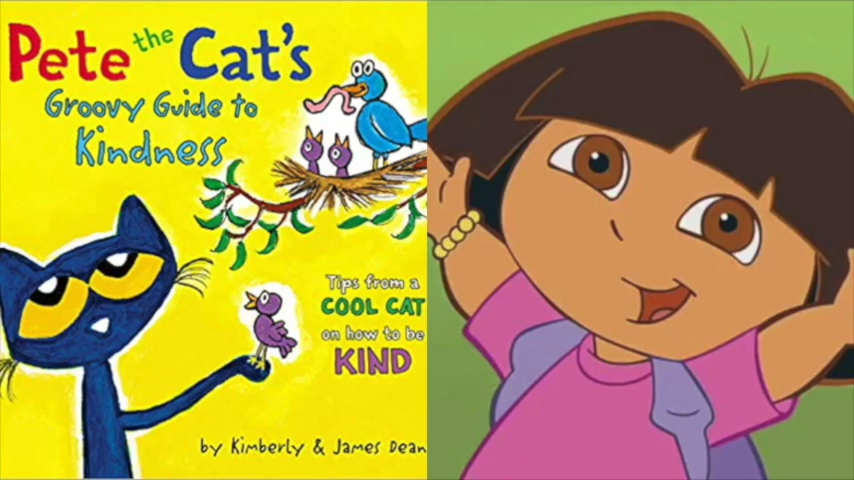 Pete the Cat's
Groovy Guide to
Kindness
Tips from a
COOL CAT
on how to be
KIND
by Kimberly & James Dean